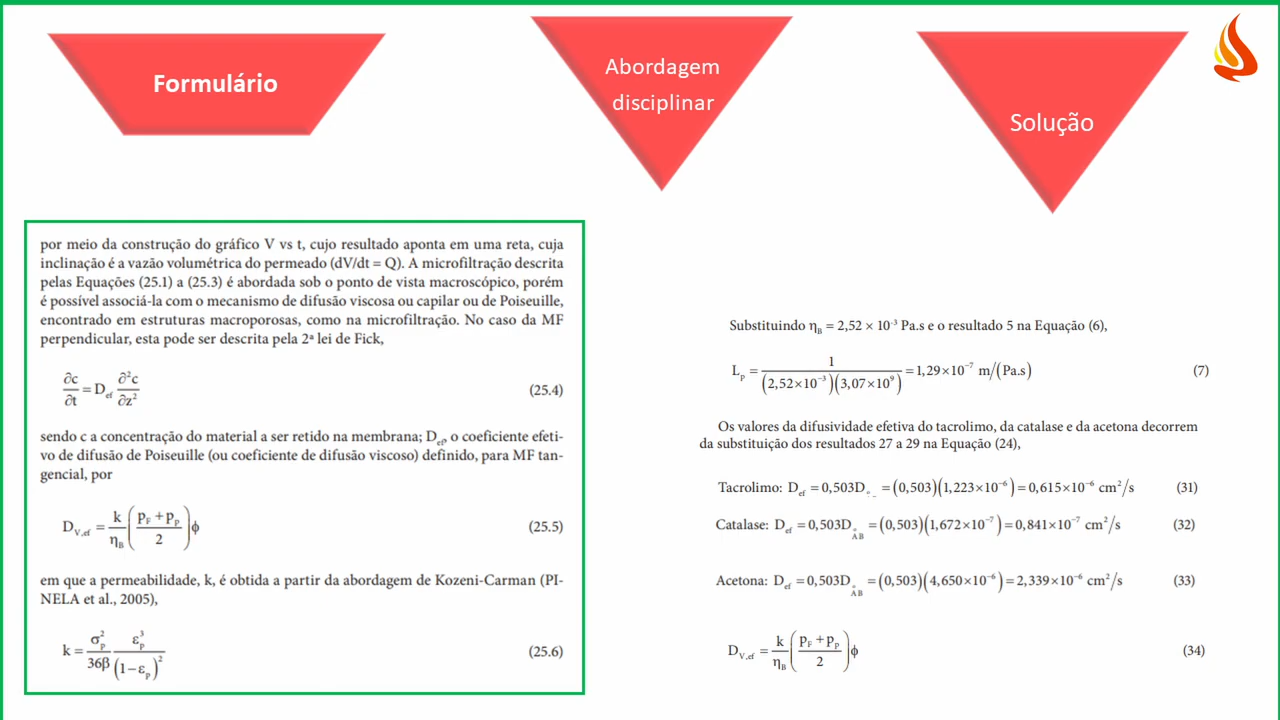 Formulário
Abordagem
disciplinar
Solução
por meio da construção do gráfico V vs t, cujo resultado aponta em uma reta, cuja
inclinação é a vazão volumétrica do permeado (dV/dt = Q). A microfiltração descrita
pelas Equações (25.1) a (25.3) é abordada sob o ponto de vista macroscópico, porém
é possível associá-la com o mecanismo de difusão viscosa ou capilar ou de Poiseuille,
encontrado em estruturas macroporosas, como na microfiltração. No caso da MF
perpendicular, esta pode ser descrita pela 2ª lei de Fick,
∂c/∂t = D_ef ∂²c/∂z² (25.4)
sendo c a concentração do material a ser retido na membrana; D_ef, o coeficiente efeti-
vo de difusão de Poiseuille (ou coeficiente de difusão viscoso) definido, para MF tan-
gencial, por
D_V,ef = k/η_B ((p_F + p_p)/2) ϕ (25.5)
em que a permeabilidade, k, é obtida a partir da abordagem de Kozeni-Carman (PI-
NELA et al., 2005),
k = σ_p²/36β ε_p³/(1−ε_p)² (25.6)
Substituindo η_B = 2,52 × 10⁻³ Pa.s e o resultado 5 na Equação (6),
L_p = 1/((2,52×10⁻³)(3,07×10⁹)) = 1,29×10⁻⁷ m/(Pa.s) (7)
Os valores da difusividade efetiva do tacrolimo, da catalase e da acetona decorrem
da substituição dos resultados 27 a 29 na Equação (24),
Tacrolimo: D_ef = 0,503D = (0,503)(1,223×10⁻⁶) = 0,615×10⁻⁶ cm²/s (31)
Catalase: D_ef = 0,503D_AB = (0,503)(1,672×10⁻⁷) = 0,841×10⁻⁷ cm²/s (32)
Acetona: D_ef = 0,503D_AB = (0,503)(4,650×10⁻⁶) = 2,339×10⁻⁶ cm²/s (33)
D_V,ef = k/η_B ((p_F + p_p)/2) ϕ (34)